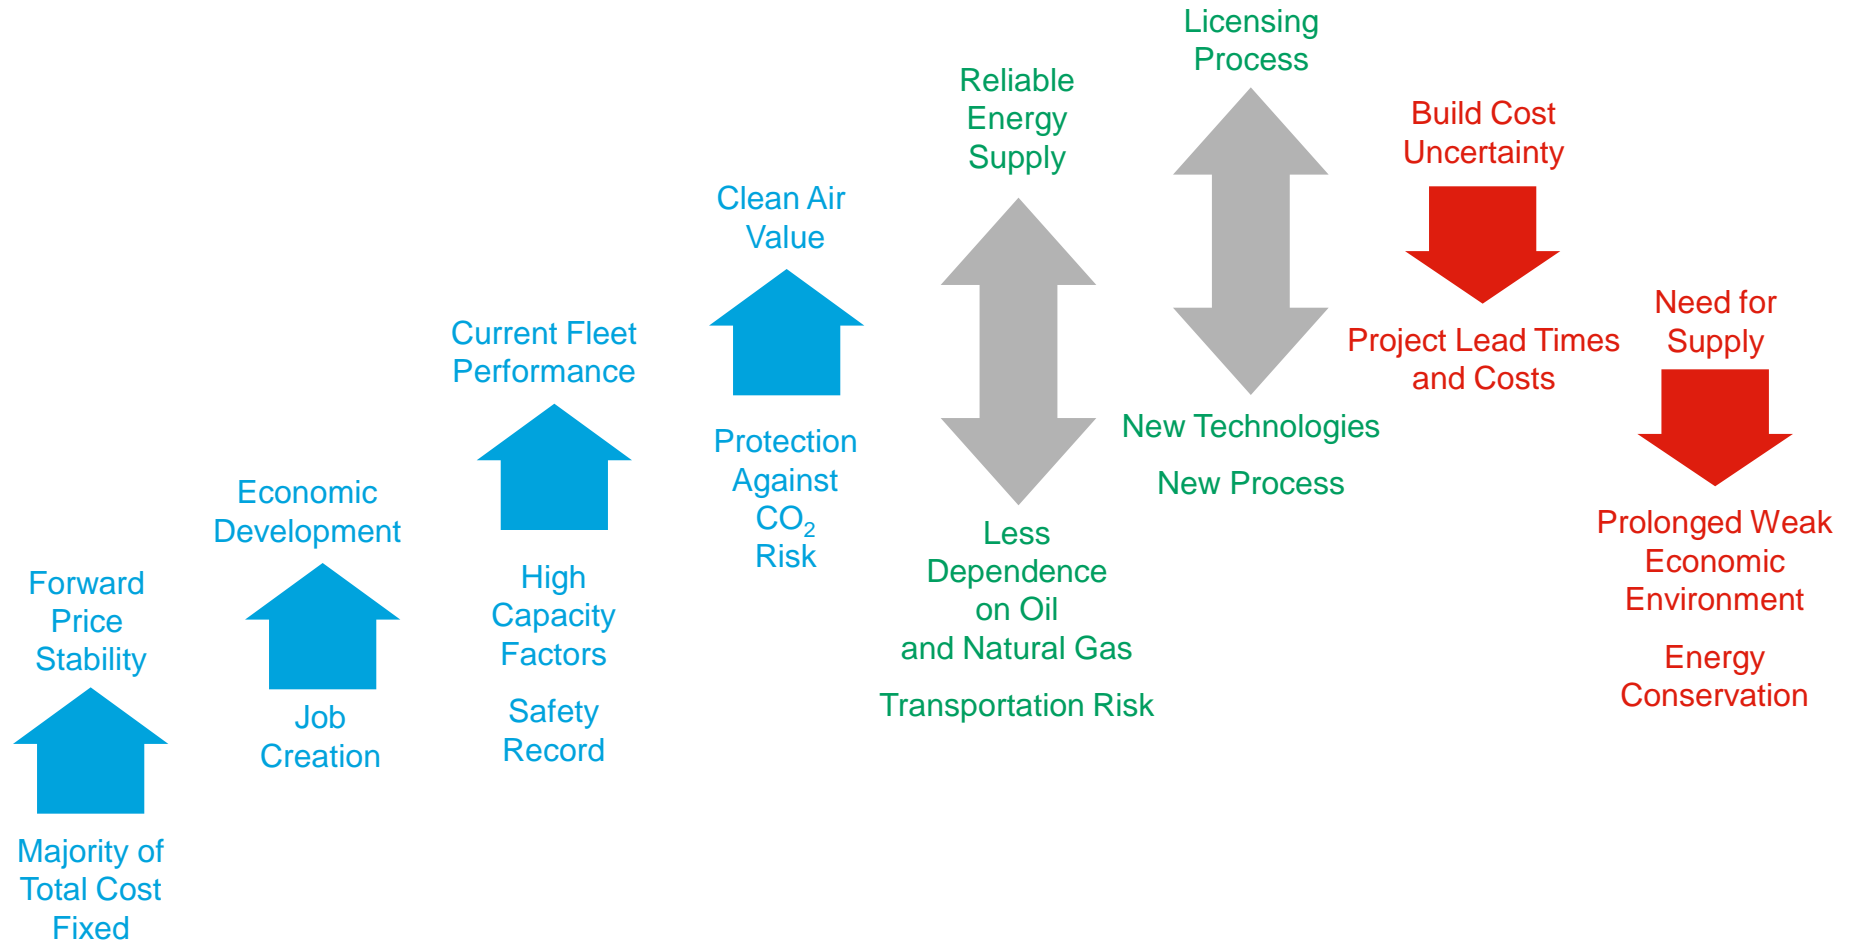 Forward
Price
Stability
Majority of
Total Cost
Fixed
Economic
Development
Job
Creation
Current Fleet
Performance
High
Capacity
Factors
Safety
Record
Clean Air
Value
Protection
Against
CO₂
Risk
Reliable
Energy
Supply
Less
Dependence
on Oil
and Natural Gas
Transportation Risk
Licensing
Process
New Technologies
New Process
Build Cost
Uncertainty
Project Lead Times
and Costs
Need for
Supply
Prolonged Weak
Economic
Environment
Energy
Conservation